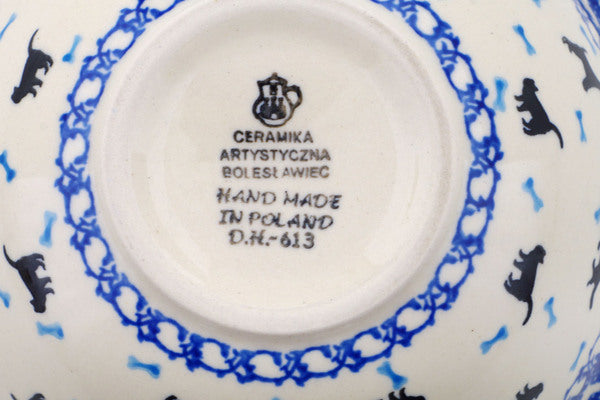 CERAMIKA
ARTYSTYCZNA
BOLESŁAWIEC
HAND MADE
IN POLAND
D.H.-613